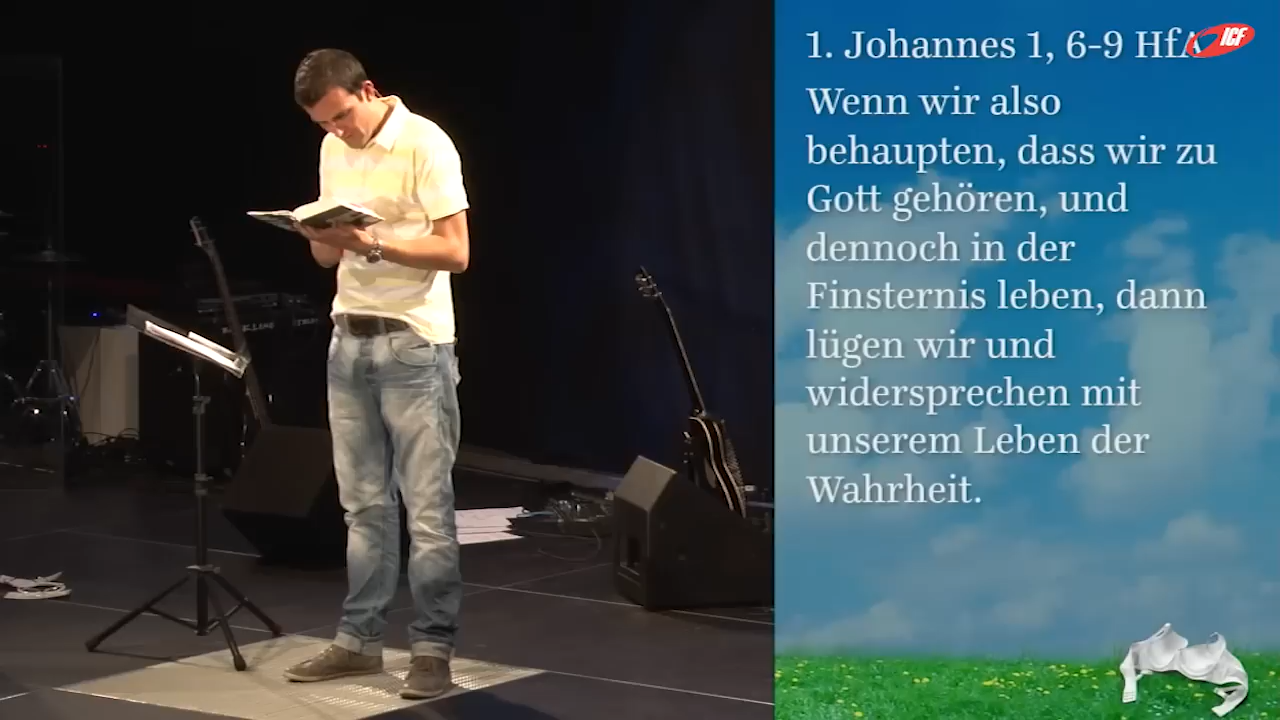 1. Johannes 1, 6-9 HfA
ICF
Wenn wir also
behaupten, dass wir zu
Gott gehören, und
dennoch in der
Finsternis leben, dann
lügen wir und
widersprechen mit
unserem Leben der
Wahrheit.